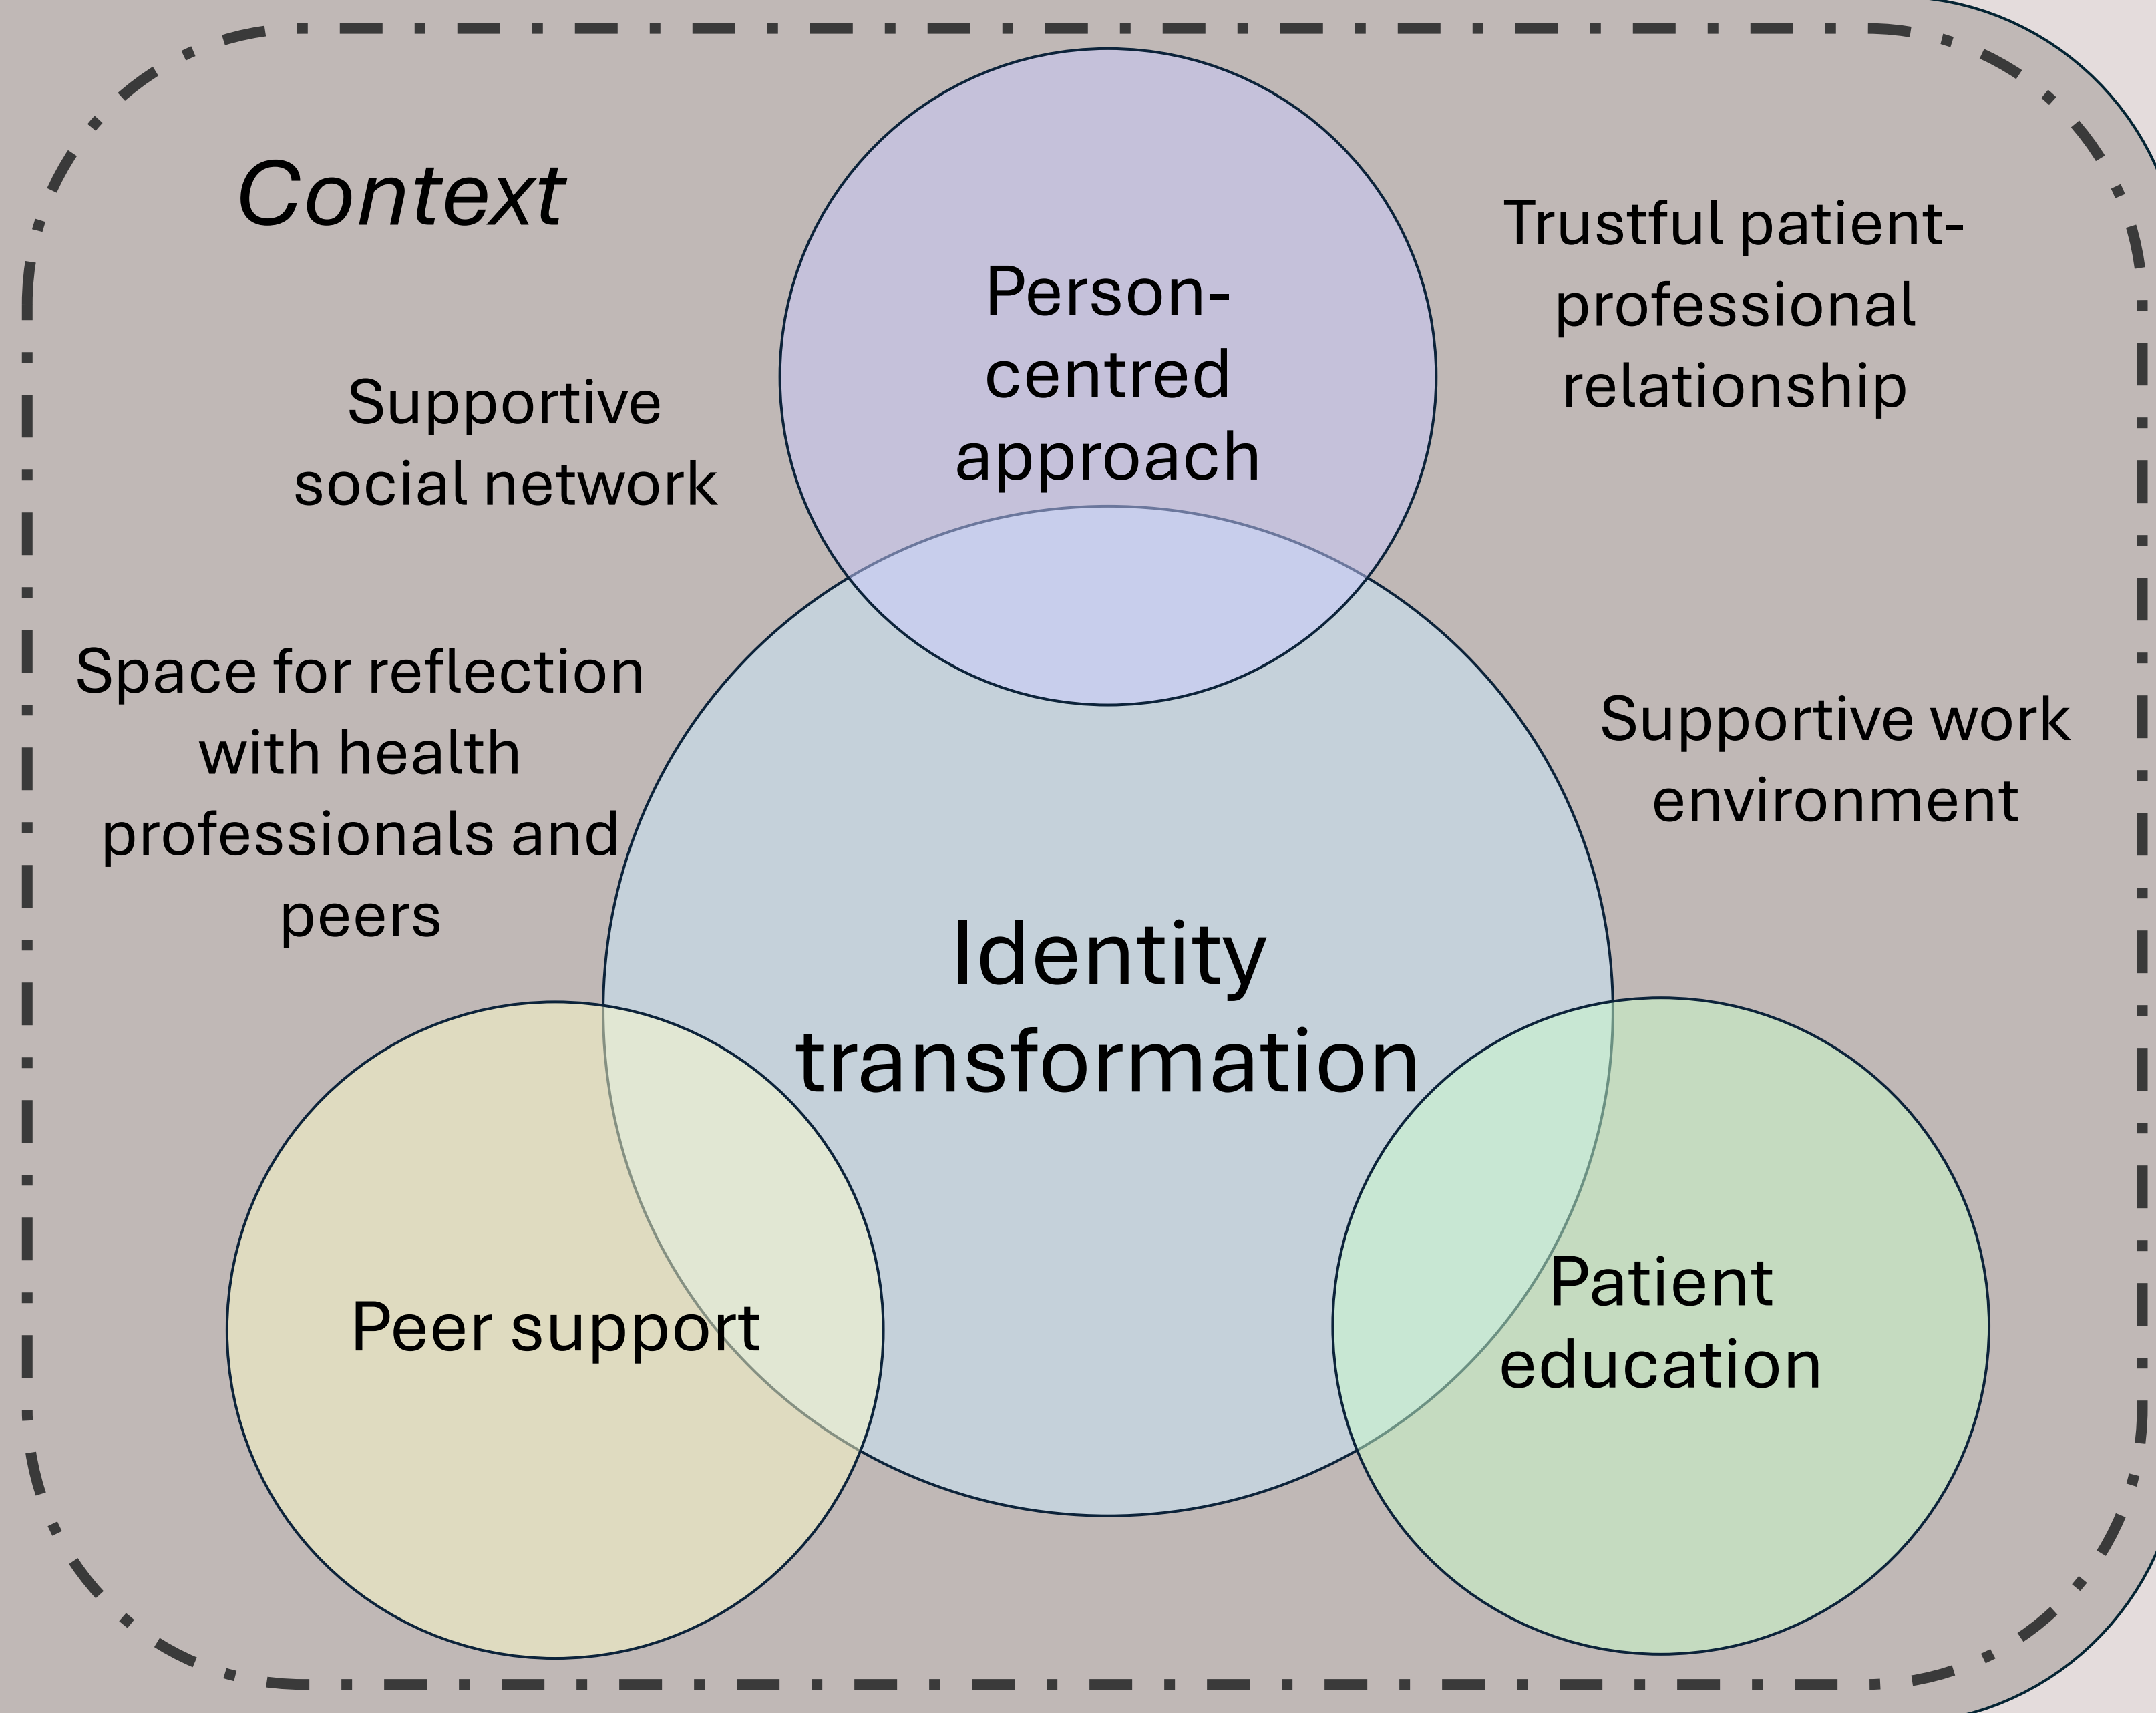 Context
Person-
centred
approach
Trustful patient-
professional
relationship
Supportive
social network
Space for reflection
with health
professionals and
peers
Supportive work
environment
Identity
transformation
Peer support
Patient
education